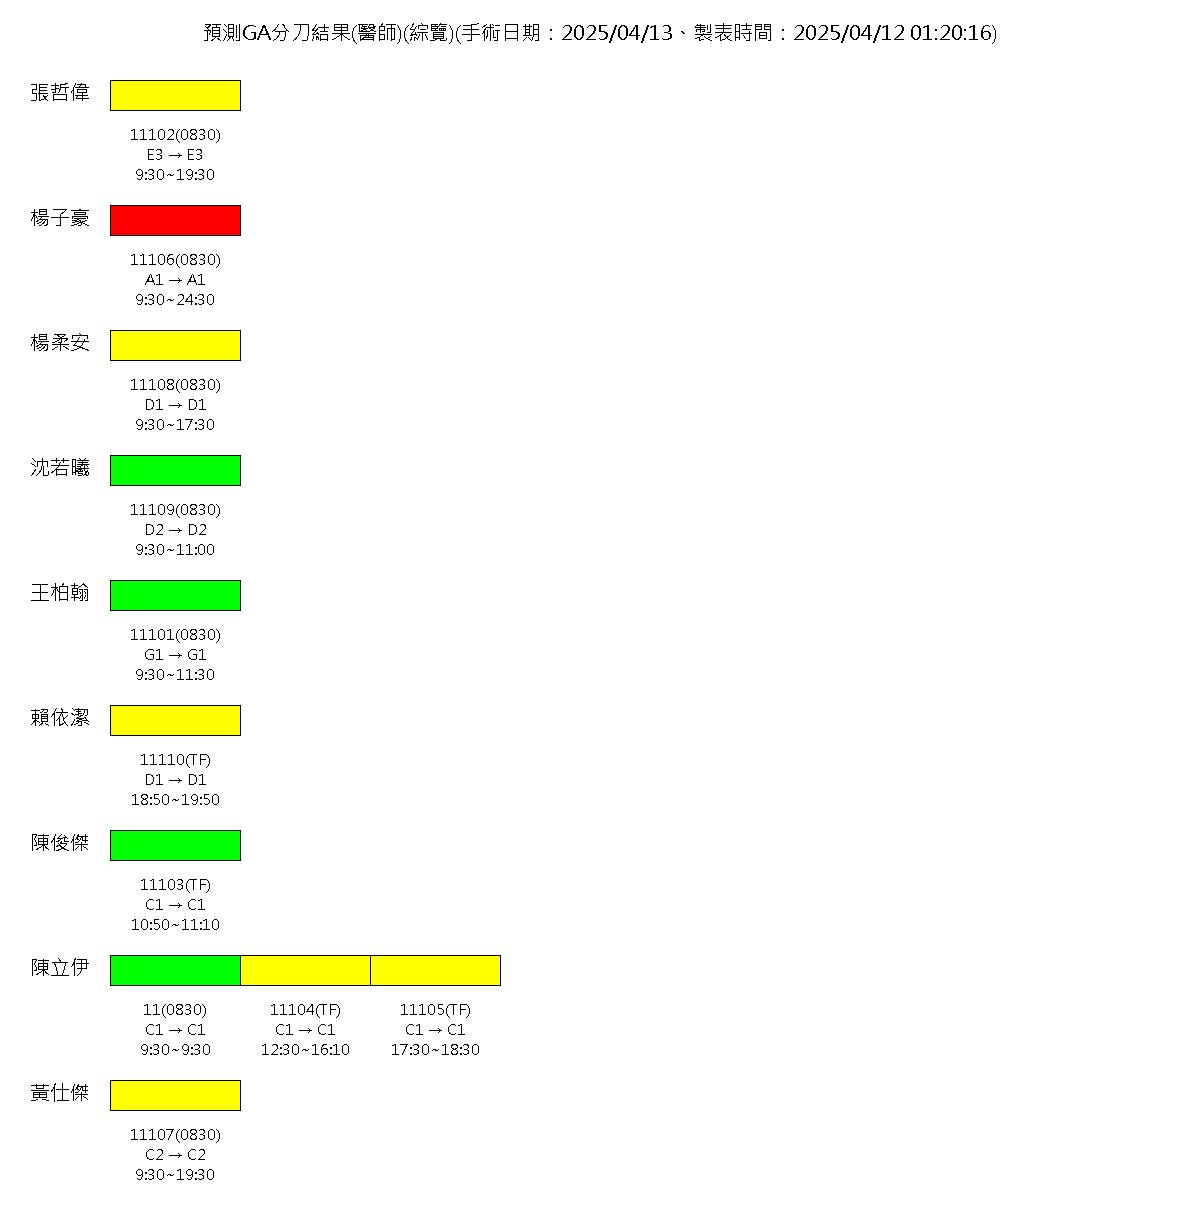 預測GA分刀結果(醫師)(綜覽)(手術日期：2025/04/13、製表時間：2025/04/12 01:20:16)
張哲偉
11102(0830)
E3 → E3
9:30~19:30
楊子豪
11106(0830)
A1 → A1
9:30~24:30
楊柔安
11108(0830)
D1 → D1
9:30~17:30
沈若曦
11109(0830)
D2 → D2
9:30~11:00
王柏翰
11101(0830)
G1 → G1
9:30~11:30
賴依潔
11110(TF)
D1 → D1
18:50~19:50
陳俊傑
11103(TF)
C1 → C1
10:50~11:10
陳立伊
11(0830) 11104(TF) 11105(TF)
C1 → C1 C1 → C1 C1 → C1
9:30~9:30 12:30~16:10 17:30~18:30
黃仕傑
11107(0830)
C2 → C2
9:30~19:30